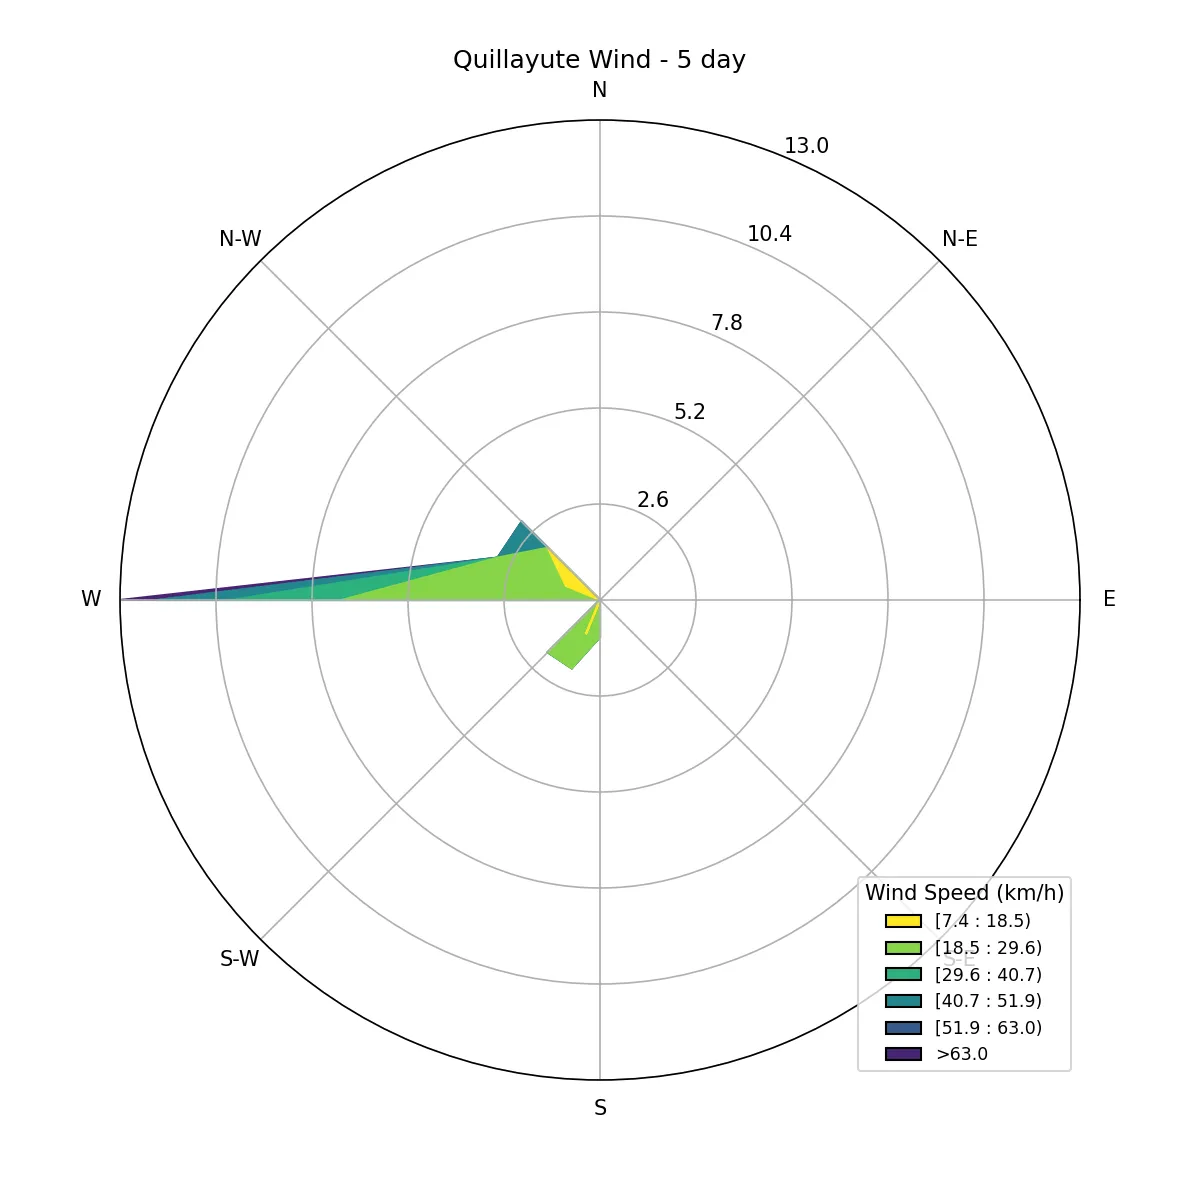 Quillayute Wind - 5 day
N
13.0
N-W
N-E
10.4
7.8
5.2
2.6
W
E
Wind Speed (km/h)
[7.4 : 18.5)
[18.5 : 29.6)
S-W
S-E
[29.6 : 40.7)
[40.7 : 51.9)
[51.9 : 63.0)
>63.0
S